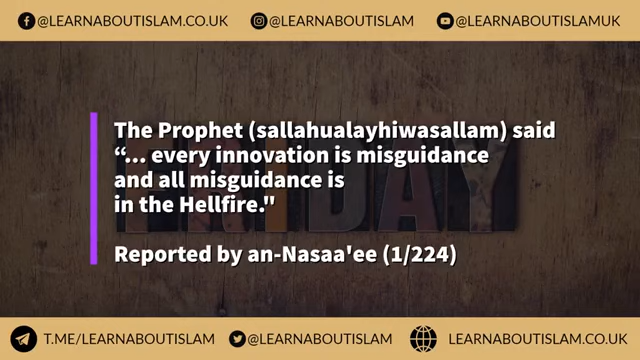 @LEARNABOUTISLAM.CO.UK @LEARNABOUTISLAM @LEARNABOUTISLAMUK
The Prophet (sallahualayhiwasallam) said
“... every innovation is misguidance
and all misguidance is
in the Hellfire."
Reported by an-Nasaa'ee (1/224)
FRIDAY
T.ME/LEARNABOUTISLAM @LEARNABOUTISLAM LEARNABOUTISLAM.CO.UK